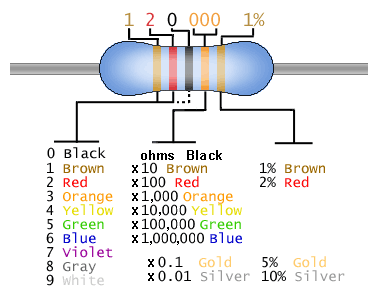 1 2 0 000 1%
0 Black ohms Black
1 Brown x10 Brown 1% Brown
2 Red x100 Red 2% Red
3 Orange x1,000 Orange
4 Yellow x10,000 Yellow
5 Green x100,000 Green
6 Blue x1,000,000 Blue
7 Violet
8 Gray x0.1 Gold 5% Gold
9 White x0.01 Silver 10% Silver